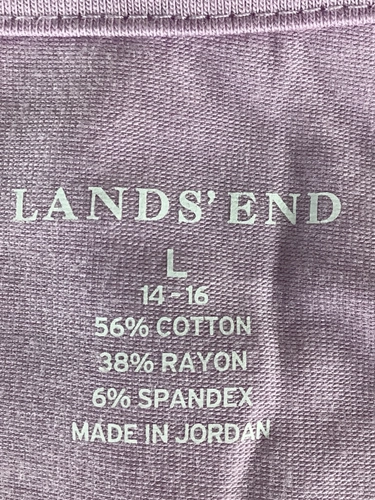 LANDS' END
L
14 - 16
56% COTTON
38% RAYON
6% SPANDEX
MADE IN JORDAN